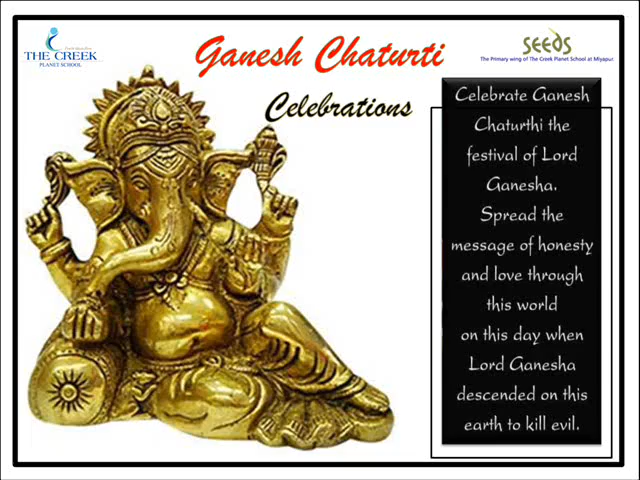 THE CREEK
PLANET SCHOOL
Ganesh Chaturti
Celebrations
SEEDS
The Primary wing of The Creek Planet School at Miyapur.
Celebrate Ganesh
Chaturthi the
festival of Lord
Ganesha.
Spread the
message of honesty
and love through
this world
on this day when
Lord Ganesha
descended on this
earth to kill evil.